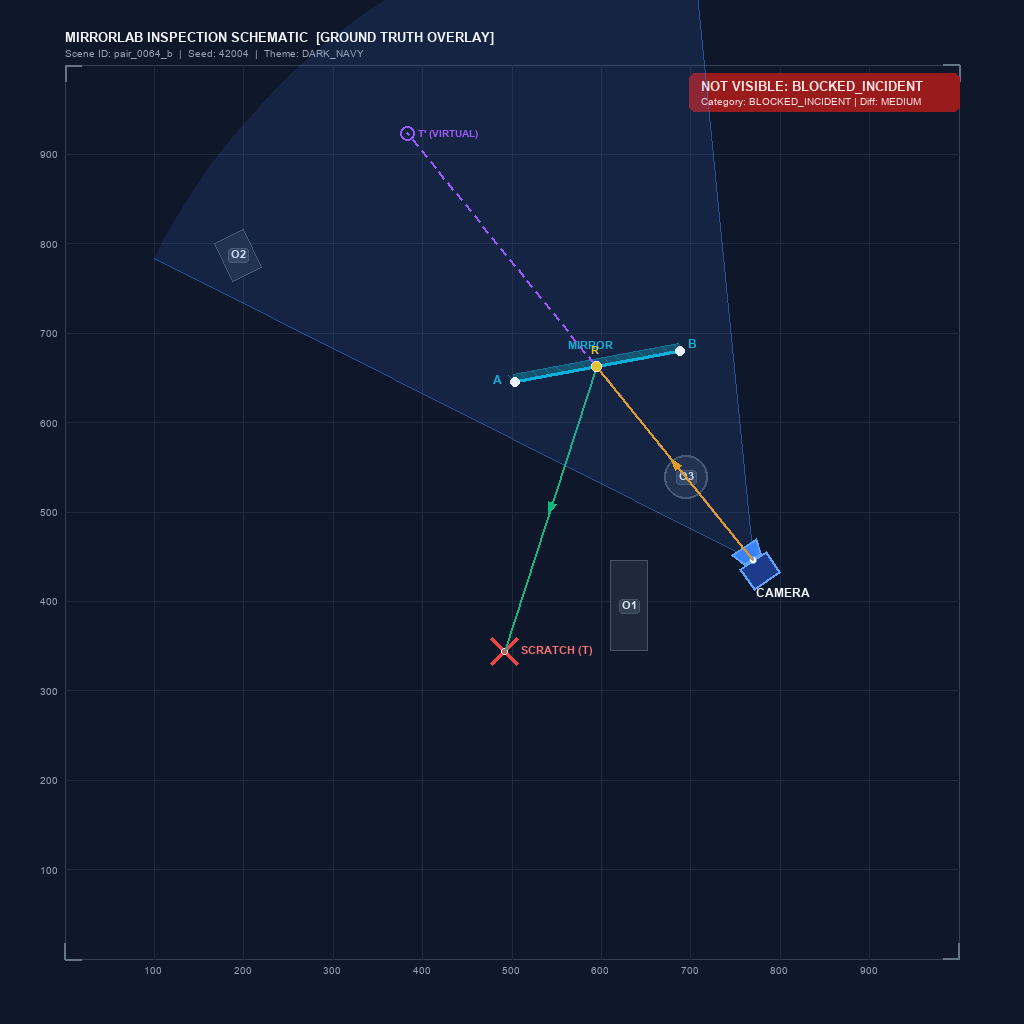 MIRRORLAB INSPECTION SCHEMATIC [GROUND TRUTH OVERLAY]
Scene ID: pair_0064_b | Seed: 42004 | Theme: DARK_NAVY
NOT VISIBLE: BLOCKED_INCIDENT
Category: BLOCKED_INCIDENT | Diff: MEDIUM
T' (VIRTUAL)
900
800
O2
700
MIRROR
R
B
A
600
O3
500
CAMERA
400
O1
SCRATCH (T)
300
200
100
100 200 300 400 500 600 700 800 900